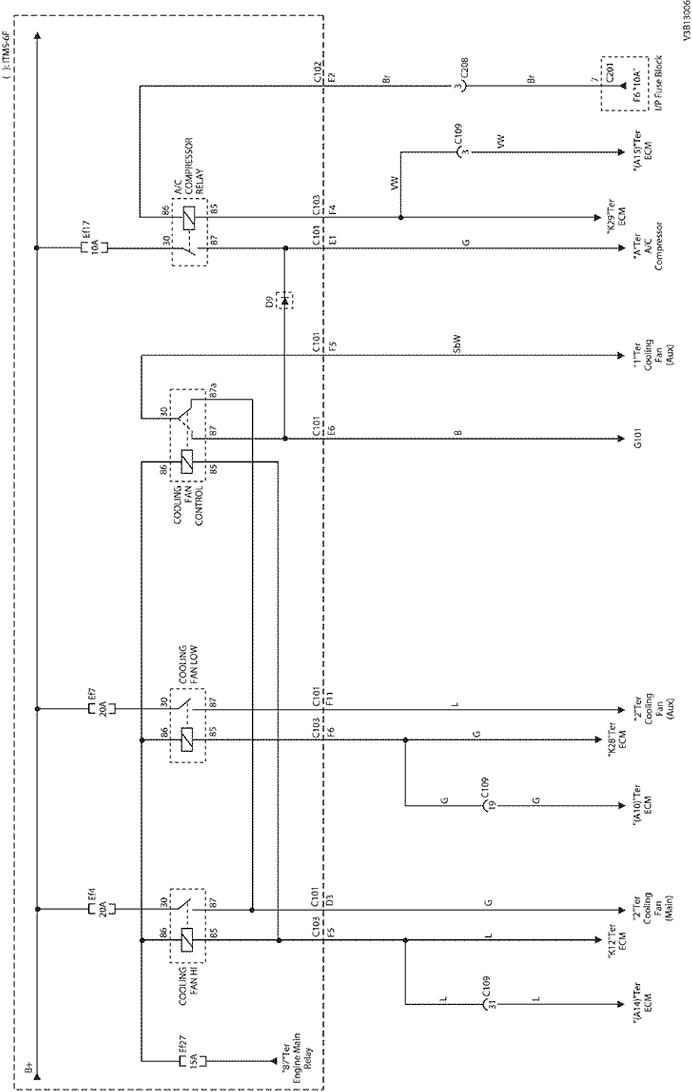 V3B13006
( ): ITMS-6F
C102
E2
Br
3
C208
Br
7
C201
F6 "10A"
I/P Fuse Block
A/C
COMPRESSOR
RELAY
86
85
30
87
Ef17
10A
C103
F4
VW
C109
3
VW
"(A15)"Ter
ECM
"K29"Ter
ECM
C101
E1
G
"A"Ter
A/C
Compressor
D9
C101
F5
SbW
"1"Ter
Cooling
Fan
(Aux)
30
87a
87
86
85
COOLING
FAN
CONTROL
C101
E6
B
G101
COOLING
FAN LOW
Ef7
20A
30
87
86
85
C101
F11
L
"2"Ter
Cooling
Fan
(Aux)
C103
F6
G
"K28"Ter
ECM
G
C109
19
G
"(A10)"Ter
ECM
Ef4
20A
30
87
86
85
COOLING
FAN HI
C101
D3
G
"2"Ter
Cooling
Fan
(Main)
C103
F5
L
"K12"Ter
ECM
L
C109
31
L
"(A14)"Ter
ECM
Ef27
15A
"87"Ter
Engine Main
Relay
B+